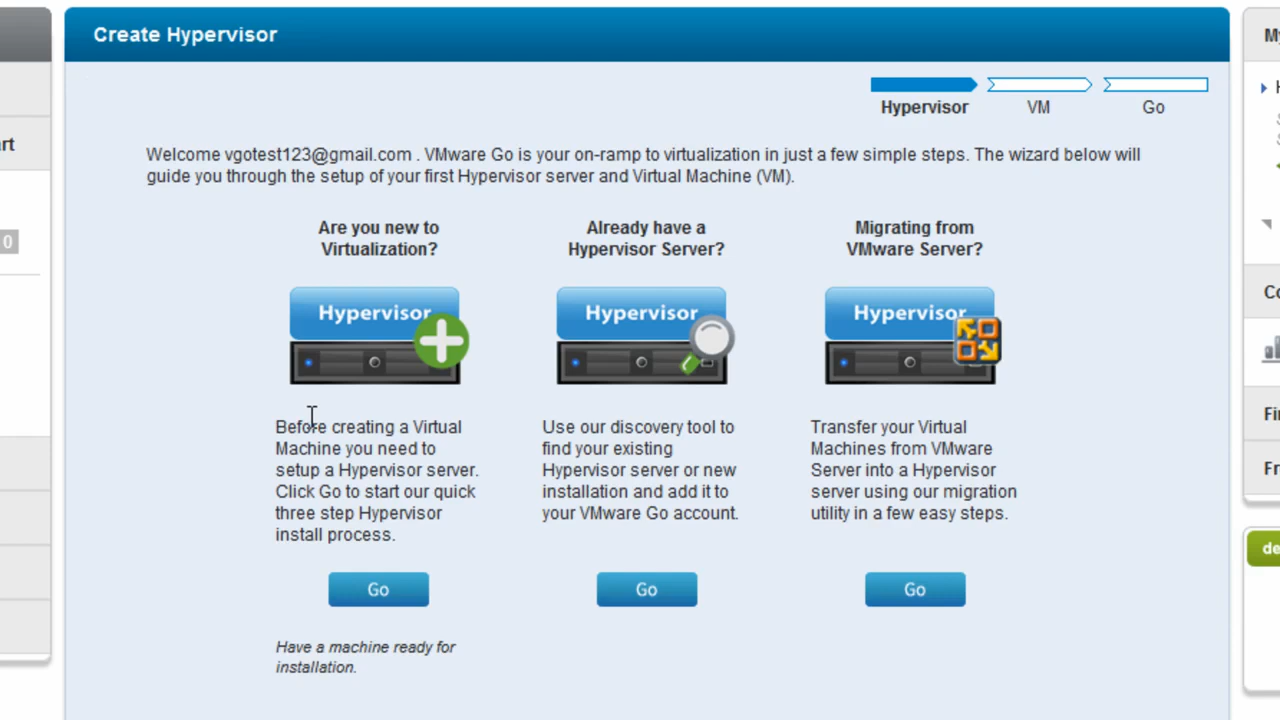 Create Hypervisor
Hypervisor
VM
Go
Welcome vgotest123@gmail.com . VMware Go is your on-ramp to virtualization in just a few simple steps. The wizard below will
guide you through the setup of your first Hypervisor server and Virtual Machine (VM).
Are you new to
Virtualization?
Hypervisor
Before creating a Virtual
Machine you need to
setup a Hypervisor server.
Click Go to start our quick
three step Hypervisor
install process.
Go
Have a machine ready for
installation.
Already have a
Hypervisor Server?
Hypervisor
Use our discovery tool to
find your existing
Hypervisor server or new
installation and add it to
your VMware Go account.
Go
Migrating from
VMware Server?
Hypervisor
Transfer your Virtual
Machines from VMware
Server into a Hypervisor
server using our migration
utility in a few easy steps.
Go
0